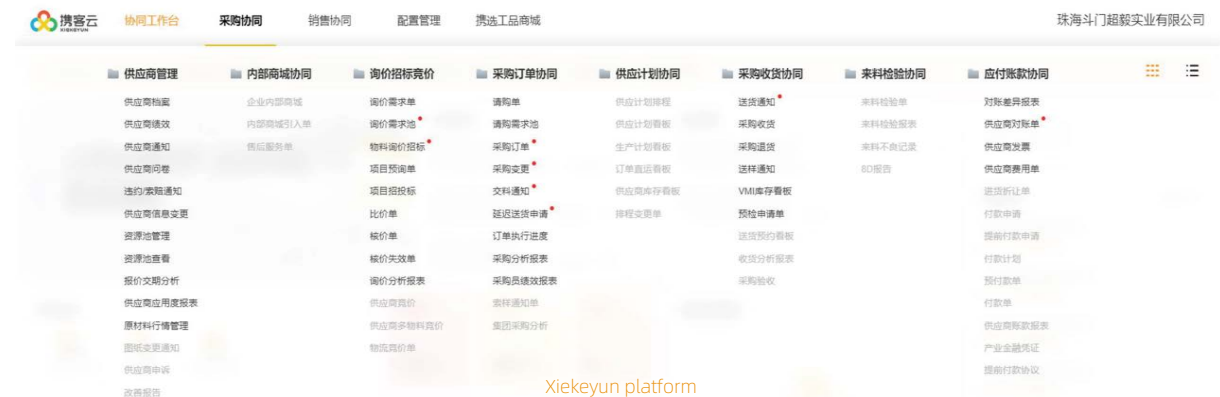 携客云
XIEKEYUN
协同工作台 采购协同 销售协同 配置管理 携选工品商城 珠海斗门超毅实业有限公司
供应商管理 内部商城协同 询价招标竞价 采购订单协同 供应计划协同 采购收货协同 来料检验协同 应付账款协同
供应商档案 企业内部商城 询价需求单 请购单 供应计划排程 送货通知 来料检验单 对账差异报表
供应商绩效 内部商城引入单 询价需求池 请购需求池 供应计划看板 采购收货 来料检验报表 供应商对账单
供应商通知 售后服务单 物料询价招标 采购订单 生产计划看板 采购退货 来料不良记录 供应商发票
供应商问卷 项目预询单 采购变更 订单直运看板 送样通知 8D报告 供应商费用单
违约/索赔通知 项目招投标 交料通知 供应商库存看板 VMI库存看板 进货折让单
供应商信息变更 比价单 延迟送货申请 排程变更单 预检申请单 付款申请
资源池管理 核价单 订单执行进度 送货预约看板 提前付款申请
资源池查看 核价失效单 采购分析报表 收货分析报表 付款计划
报价交期分析 询价分析报表 采购员绩效报表 采购验收 预付款单
供应商应用度报表 供应商竞价 索样通知单 付款单
原材料行情管理 供应商多物料竞价 集团采购分析 供应商账款报表
图纸变更通知 物流竞价单 产业金融凭证
供应商申诉 提前付款协议
改善报告
Xiekeyun platform